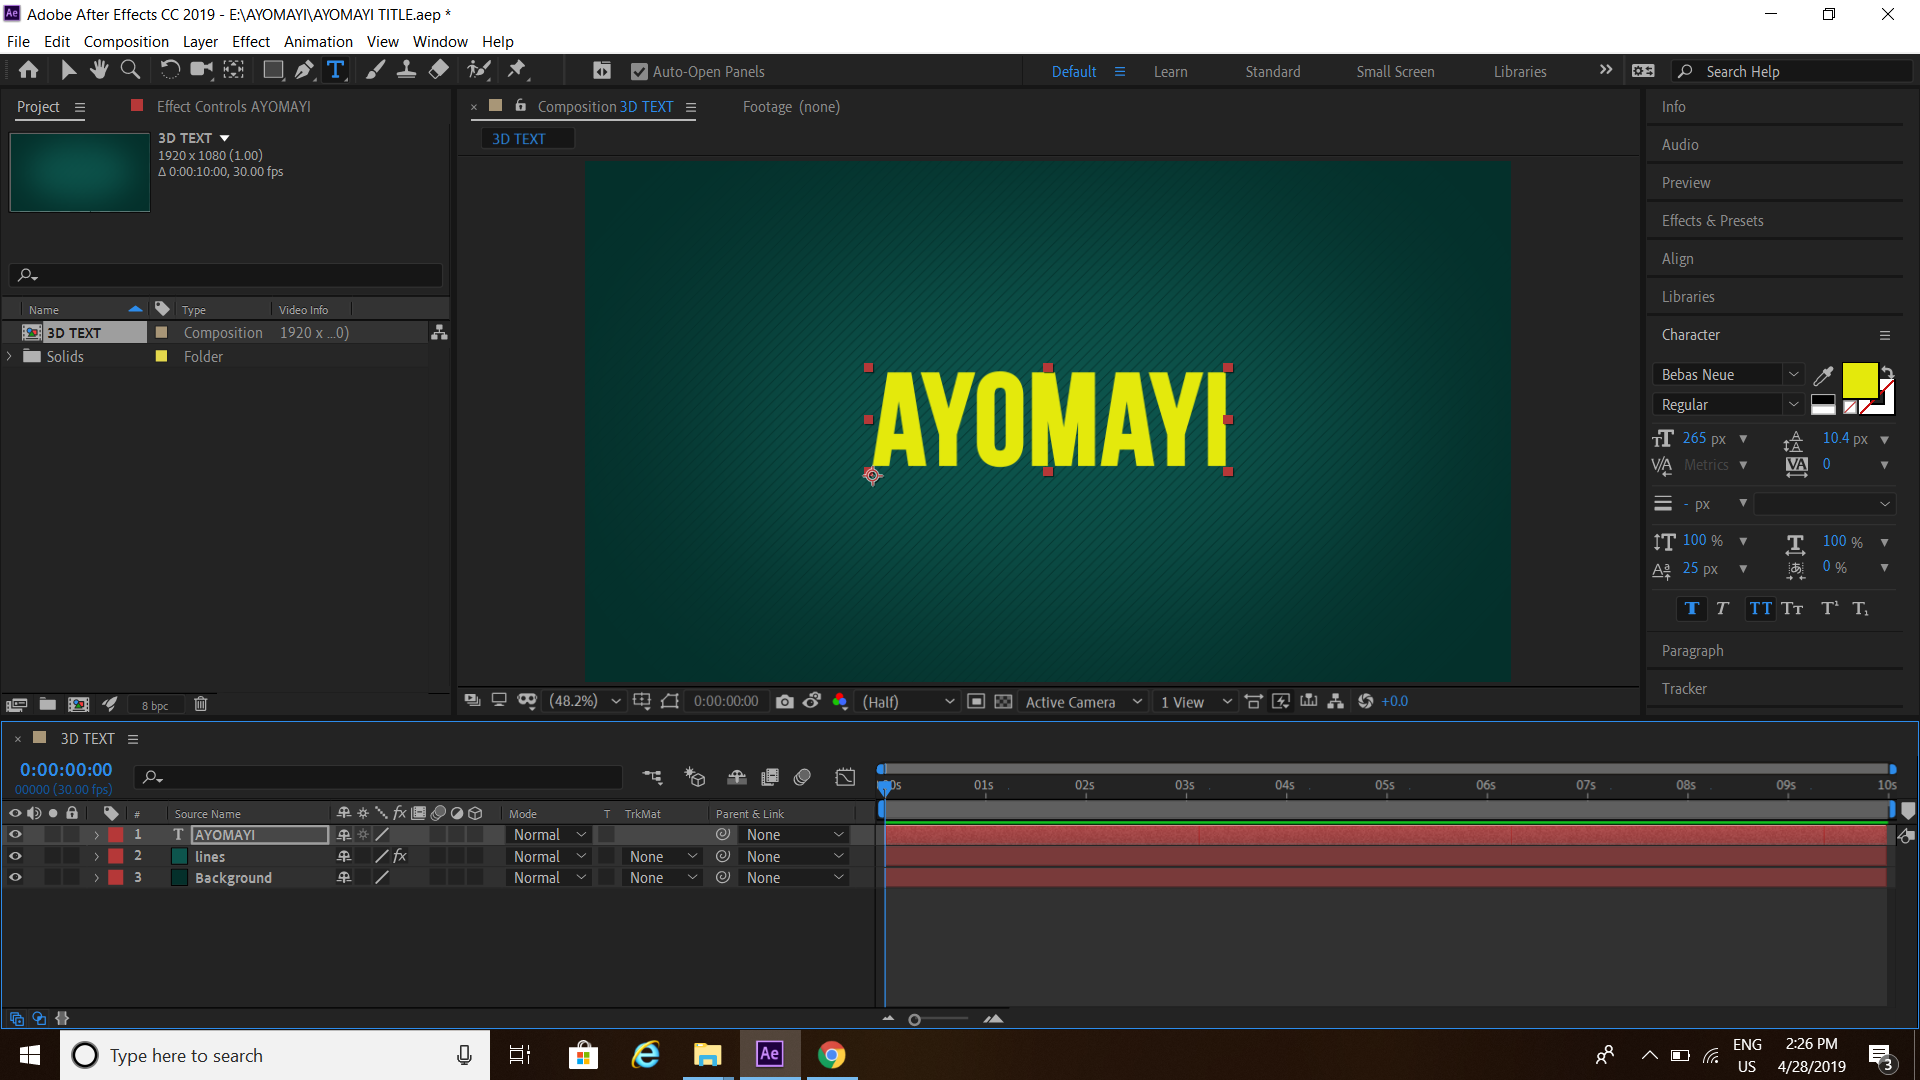 Ae Adobe After Effects CC 2019 - E:\AYOMAYI\AYOMAYI TITLE.aep *
File Edit Composition Layer Effect Animation View Window Help
Auto-Open Panels Default Learn Standard Small Screen Libraries Search Help
Project Effect Controls AYOMAYI Composition 3D TEXT Footage (none) Info
3D TEXT
1920 x 1080 (1.00)
Δ 0:00:10:00, 30.00 fps
3D TEXT
Audio
Preview
Effects & Presets
Align
Libraries
Character
Name Type Video Info
3D TEXT Composition 1920 x ...0)
Solids Folder
AYOMAYI
Bebas Neue
Regular
265 px 10.4 px
Metrics 0
- px
100 % 100 %
25 px 0 %
Paragraph
Tracker
8 bpc
(48.2%) 0:00:00:00 (Half) Active Camera 1 View +0.0
3D TEXT
0:00:00:00
00000 (30.00 fps)
00s 01s 02s 03s 04s 05s 06s 07s 08s 09s 10s
# Source Name fx Mode T TrkMat Parent & Link
1 T AYOMAYI Normal None
2 lines fx Normal None None
3 Background Normal None None
Type here to search Ae ENG US 2:26 PM 4/28/2019 3